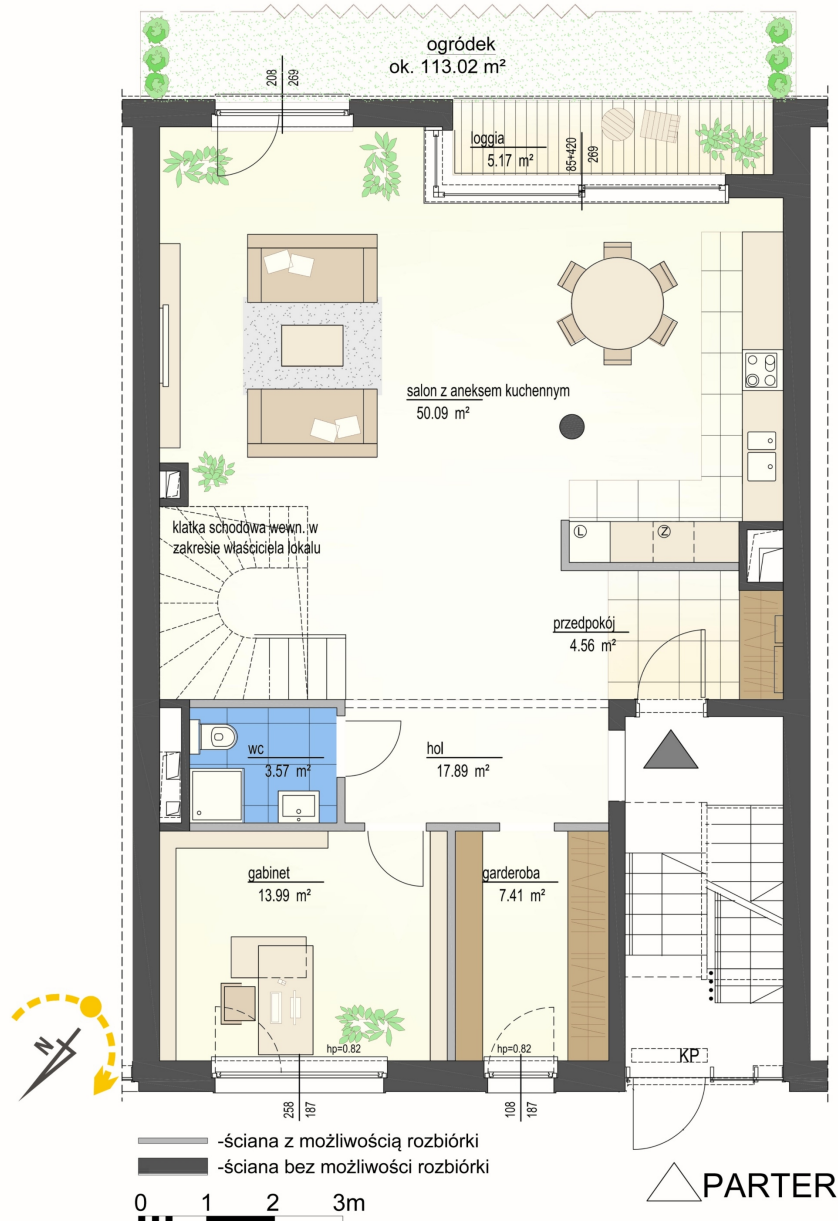 ogródek
ok. 113.02 m²
208
269
loggia
5.17 m²
85+420
269
salon z aneksem kuchennym
50.09 m²
klatka schodowa wewn. w
zakresie właściciela lokalu
L
Z
przedpokój
4.56 m²
wc
3.57 m²
hol
17.89 m²
gabinet
13.99 m²
garderoba
7.41 m²
N
hp=0.82
hp=0.82
KP
258
187
108
187
-ściana z możliwością rozbiórki
-ściana bez możliwości rozbiórki
PARTER
0 1 2 3m